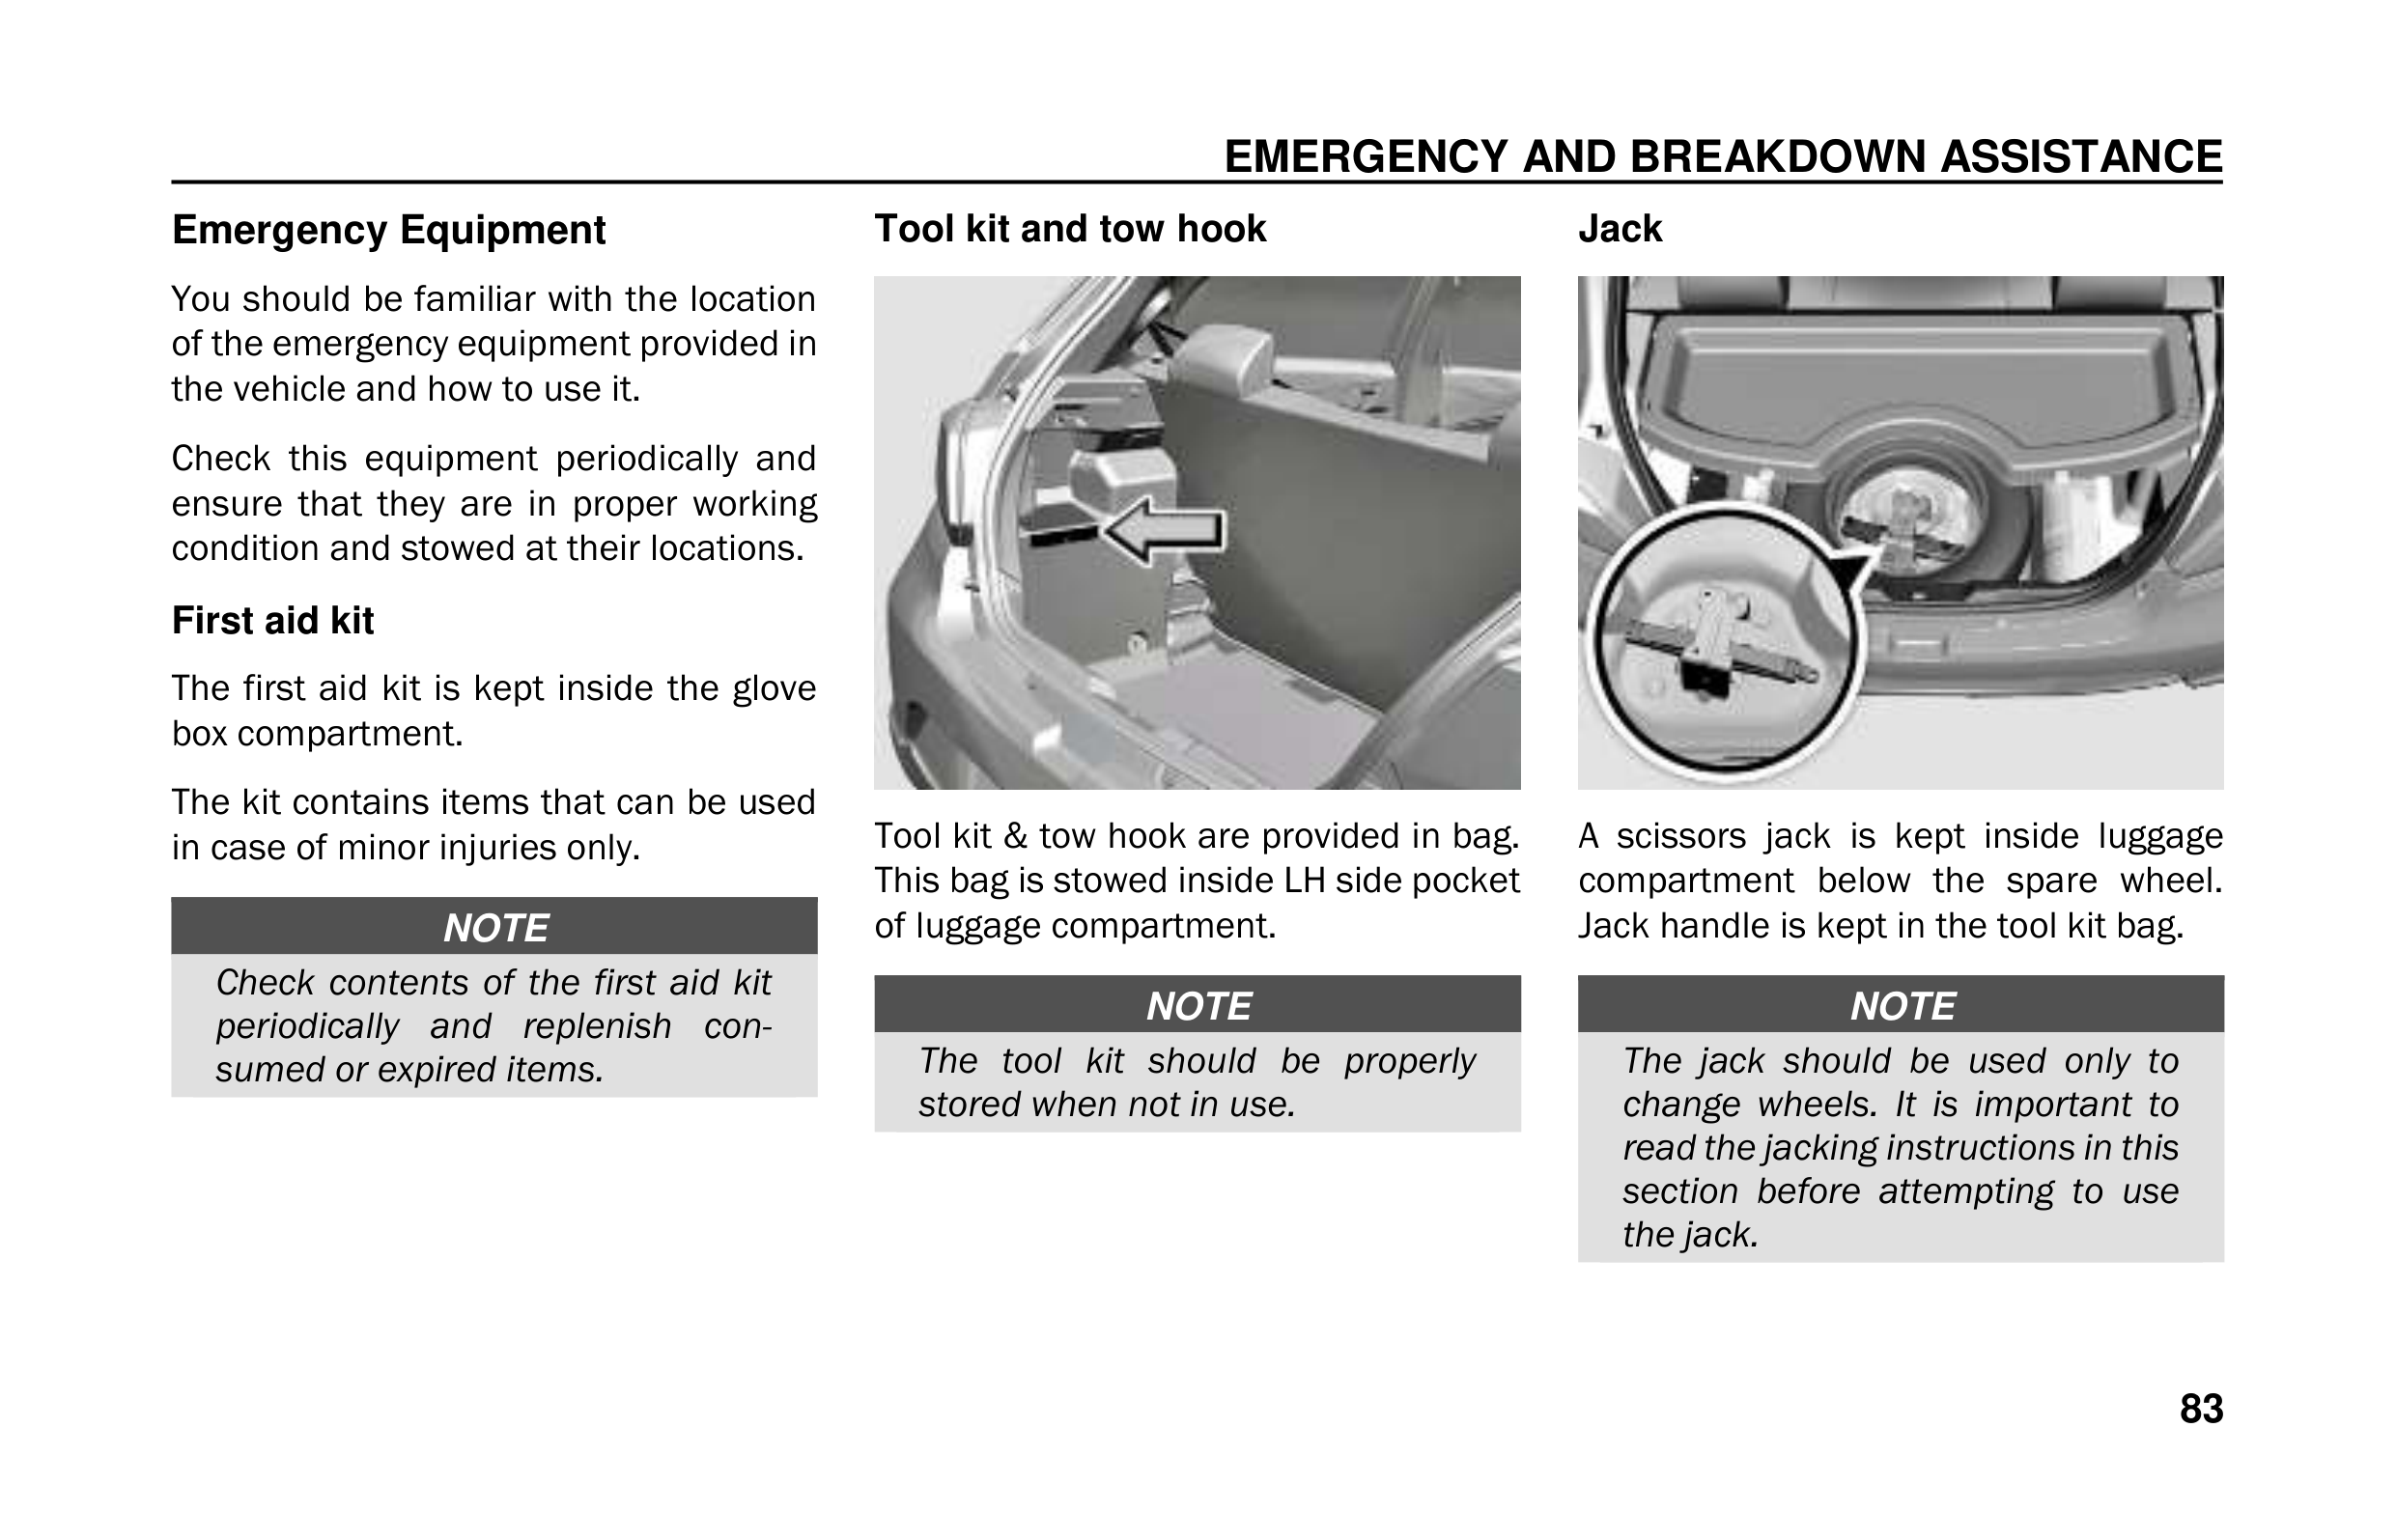 EMERGENCY AND BREAKDOWN ASSISTANCE
Emergency Equipment
You should be familiar with the location
of the emergency equipment provided in
the vehicle and how to use it.
Check this equipment periodically and
ensure that they are in proper working
condition and stowed at their locations.
First aid kit
The first aid kit is kept inside the glove
box compartment.
The kit contains items that can be used
in case of minor injuries only.
NOTE
Check contents of the first aid kit
periodically and replenish con-
sumed or expired items.
Tool kit and tow hook
Tool kit & tow hook are provided in bag.
This bag is stowed inside LH side pocket
of luggage compartment.
NOTE
The tool kit should be properly
stored when not in use.
Jack
A scissors jack is kept inside luggage
compartment below the spare wheel.
Jack handle is kept in the tool kit bag.
NOTE
The jack should be used only to
change wheels. It is important to
read the jacking instructions in this
section before attempting to use
the jack.
83